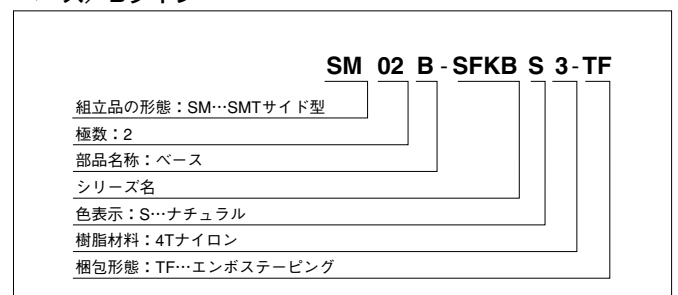 SM 02 B - SFKB S 3 - TF
組立品の形態：SM…SMTサイド型
極数：2
部品名称：ベース
シリーズ名
色表示：S…ナチュラル
樹脂材料：4Tナイロン
梱包形態：TF…エンボステーピング